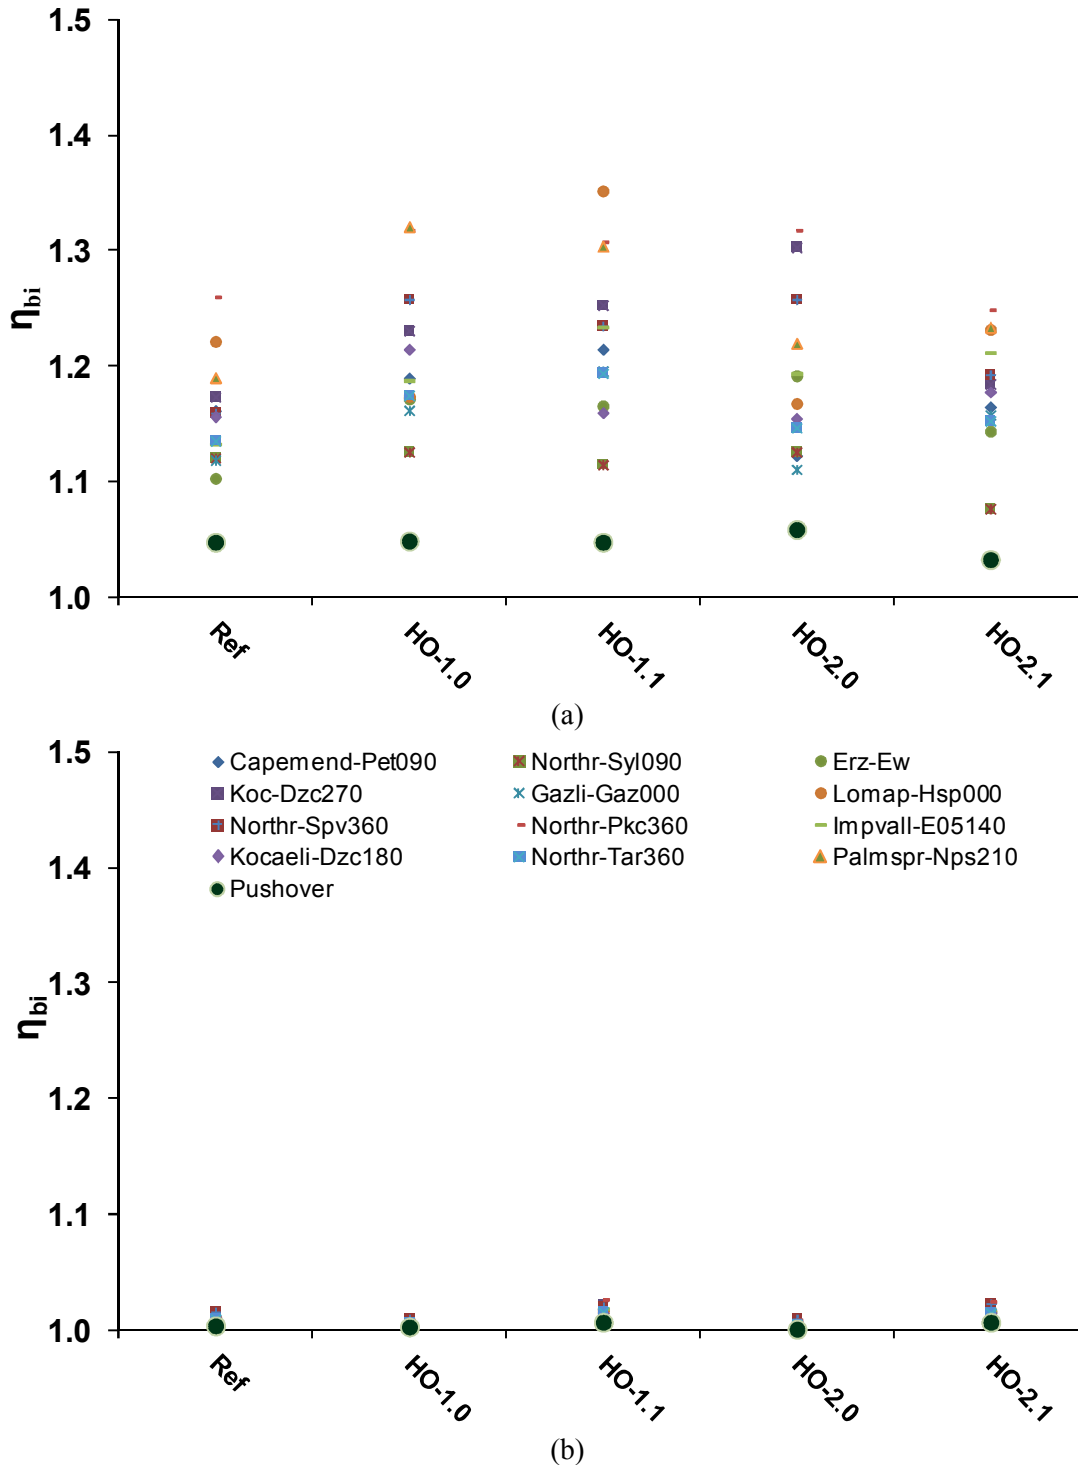 1.5
1.4
1.3
1.2
1.1
1.0
ηbi
Ref
HO-1.0
HO-1.1
HO-2.0
HO-2.1
(a)
1.5
1.4
1.3
1.2
1.1
1.0
ηbi
Capemend-Pet090 Northr-Syl090 Erz-Ew
Koc-Dzc270 Gazli-Gaz000 Lomap-Hsp000
Northr-Spv360 Northr-Pkc360 Impvall-E05140
Kocaeli-Dzc180 Northr-Tar360 Palmspr-Nps210
Pushover
Ref
HO-1.0
HO-1.1
HO-2.0
HO-2.1
(b)